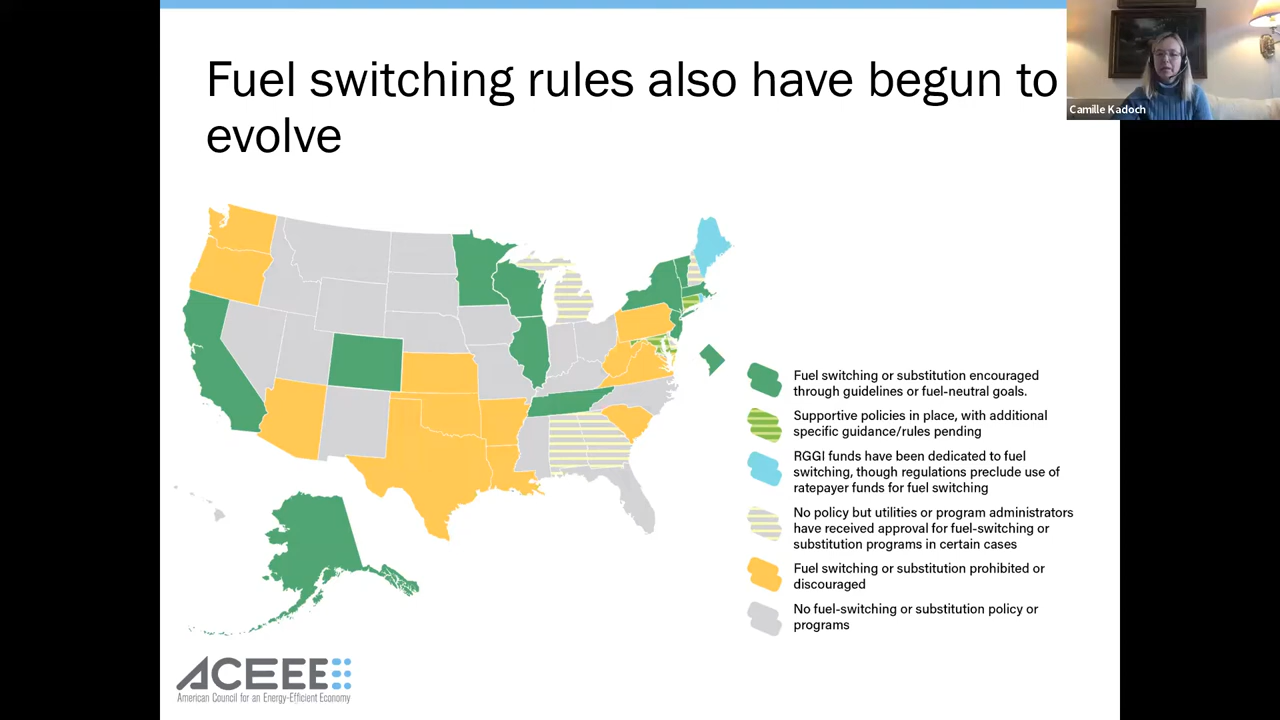 Fuel switching rules also have begun to
evolve
Camille Kadoch
Fuel switching or substitution encouraged
through guidelines or fuel-neutral goals.
Supportive policies in place, with additional
specific guidance/rules pending
RGGI funds have been dedicated to fuel
switching, though regulations preclude use of
ratepayer funds for fuel switching
No policy but utilities or program administrators
have received approval for fuel-switching or
substitution programs in certain cases
Fuel switching or substitution prohibited or
discouraged
No fuel-switching or substitution policy or
programs
ACEEE
American Council for an Energy-Efficient Economy